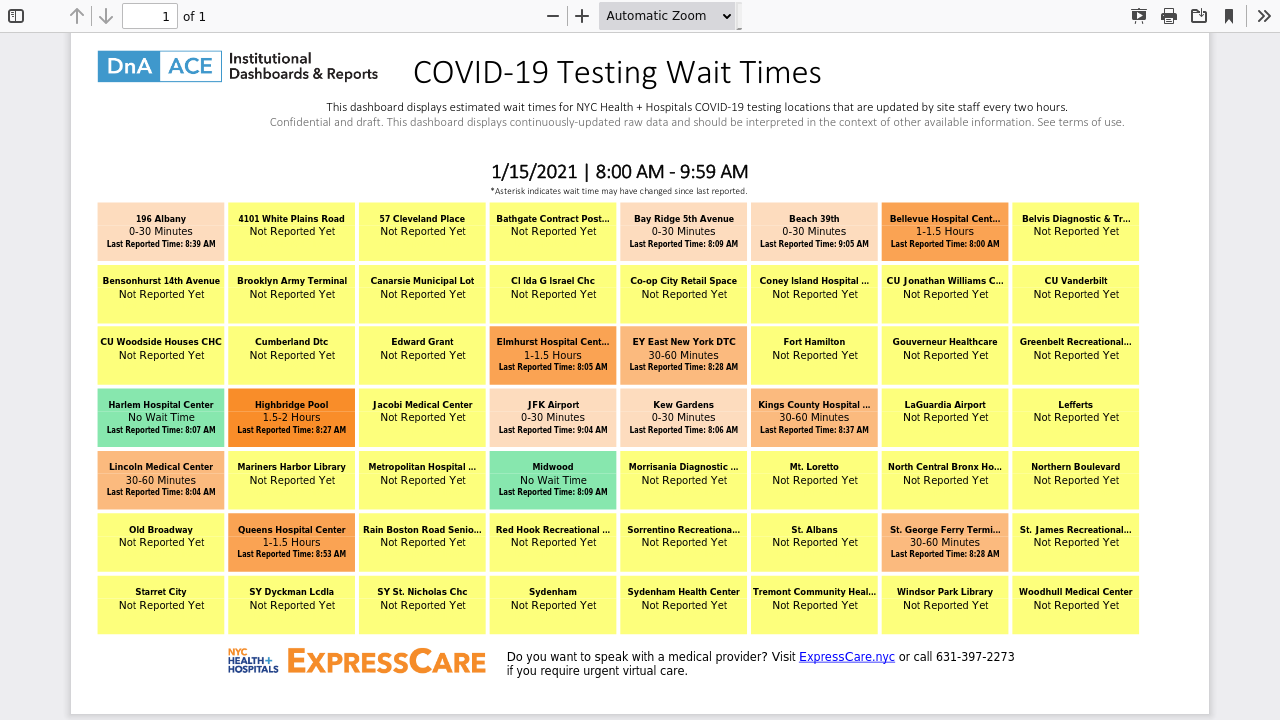 1
of 1
Automatic Zoom
DnA ACE Institutional Dashboards & Reports
COVID-19 Testing Wait Times
This dashboard displays estimated wait times for NYC Health + Hospitals COVID-19 testing locations that are updated by site staff every two hours.
Confidential and draft. This dashboard displays continuously-updated raw data and should be interpreted in the context of other available information. See terms of use.
1/15/2021 | 8:00 AM - 9:59 AM
*Asterisk indicates wait time may have changed since last reported.
196 Albany
0-30 Minutes
Last Reported Time: 8:39 AM
4101 White Plains Road
Not Reported Yet
57 Cleveland Place
Not Reported Yet
Bathgate Contract Post...
Not Reported Yet
Bay Ridge 5th Avenue
0-30 Minutes
Last Reported Time: 8:09 AM
Beach 39th
0-30 Minutes
Last Reported Time: 9:05 AM
Bellevue Hospital Cent...
1-1.5 Hours
Last Reported Time: 8:00 AM
Belvis Diagnostic & Tr...
Not Reported Yet
Bensonhurst 14th Avenue
Not Reported Yet
Brooklyn Army Terminal
Not Reported Yet
Canarsie Municipal Lot
Not Reported Yet
Cl Ida G Israel Chc
Not Reported Yet
Co-op City Retail Space
Not Reported Yet
Coney Island Hospital ...
Not Reported Yet
CU Jonathan Williams C...
Not Reported Yet
CU Vanderbilt
Not Reported Yet
CU Woodside Houses CHC
Not Reported Yet
Cumberland Dtc
Not Reported Yet
Edward Grant
Not Reported Yet
Elmhurst Hospital Cent...
1-1.5 Hours
Last Reported Time: 8:05 AM
EY East New York DTC
30-60 Minutes
Last Reported Time: 8:28 AM
Fort Hamilton
Not Reported Yet
Gouverneur Healthcare
Not Reported Yet
Greenbelt Recreational...
Not Reported Yet
Harlem Hospital Center
No Wait Time
Last Reported Time: 8:07 AM
Highbridge Pool
1.5-2 Hours
Last Reported Time: 8:27 AM
Jacobi Medical Center
Not Reported Yet
JFK Airport
0-30 Minutes
Last Reported Time: 9:04 AM
Kew Gardens
0-30 Minutes
Last Reported Time: 8:06 AM
Kings County Hospital ...
30-60 Minutes
Last Reported Time: 8:37 AM
LaGuardia Airport
Not Reported Yet
Lefferts
Not Reported Yet
Lincoln Medical Center
30-60 Minutes
Last Reported Time: 8:04 AM
Mariners Harbor Library
Not Reported Yet
Metropolitan Hospital ...
Not Reported Yet
Midwood
No Wait Time
Last Reported Time: 8:09 AM
Morrisania Diagnostic ...
Not Reported Yet
Mt. Loretto
Not Reported Yet
North Central Bronx Ho...
Not Reported Yet
Northern Boulevard
Not Reported Yet
Old Broadway
Not Reported Yet
Queens Hospital Center
1-1.5 Hours
Last Reported Time: 8:53 AM
Rain Boston Road Senio...
Not Reported Yet
Red Hook Recreational ...
Not Reported Yet
Sorrentino Recreationa...
Not Reported Yet
St. Albans
Not Reported Yet
St. George Ferry Termi...
30-60 Minutes
Last Reported Time: 8:28 AM
St. James Recreational...
Not Reported Yet
Starret City
Not Reported Yet
SY Dyckman Lcdla
Not Reported Yet
SY St. Nicholas Chc
Not Reported Yet
Sydenham
Not Reported Yet
Sydenham Health Center
Not Reported Yet
Tremont Community Heal...
Not Reported Yet
Windsor Park Library
Not Reported Yet
Woodhull Medical Center
Not Reported Yet
NYC
HEALTH+
HOSPITALS
EXPRESSCARE
Do you want to speak with a medical provider? Visit ExpressCare.nyc or call 631-397-2273
if you require urgent virtual care.